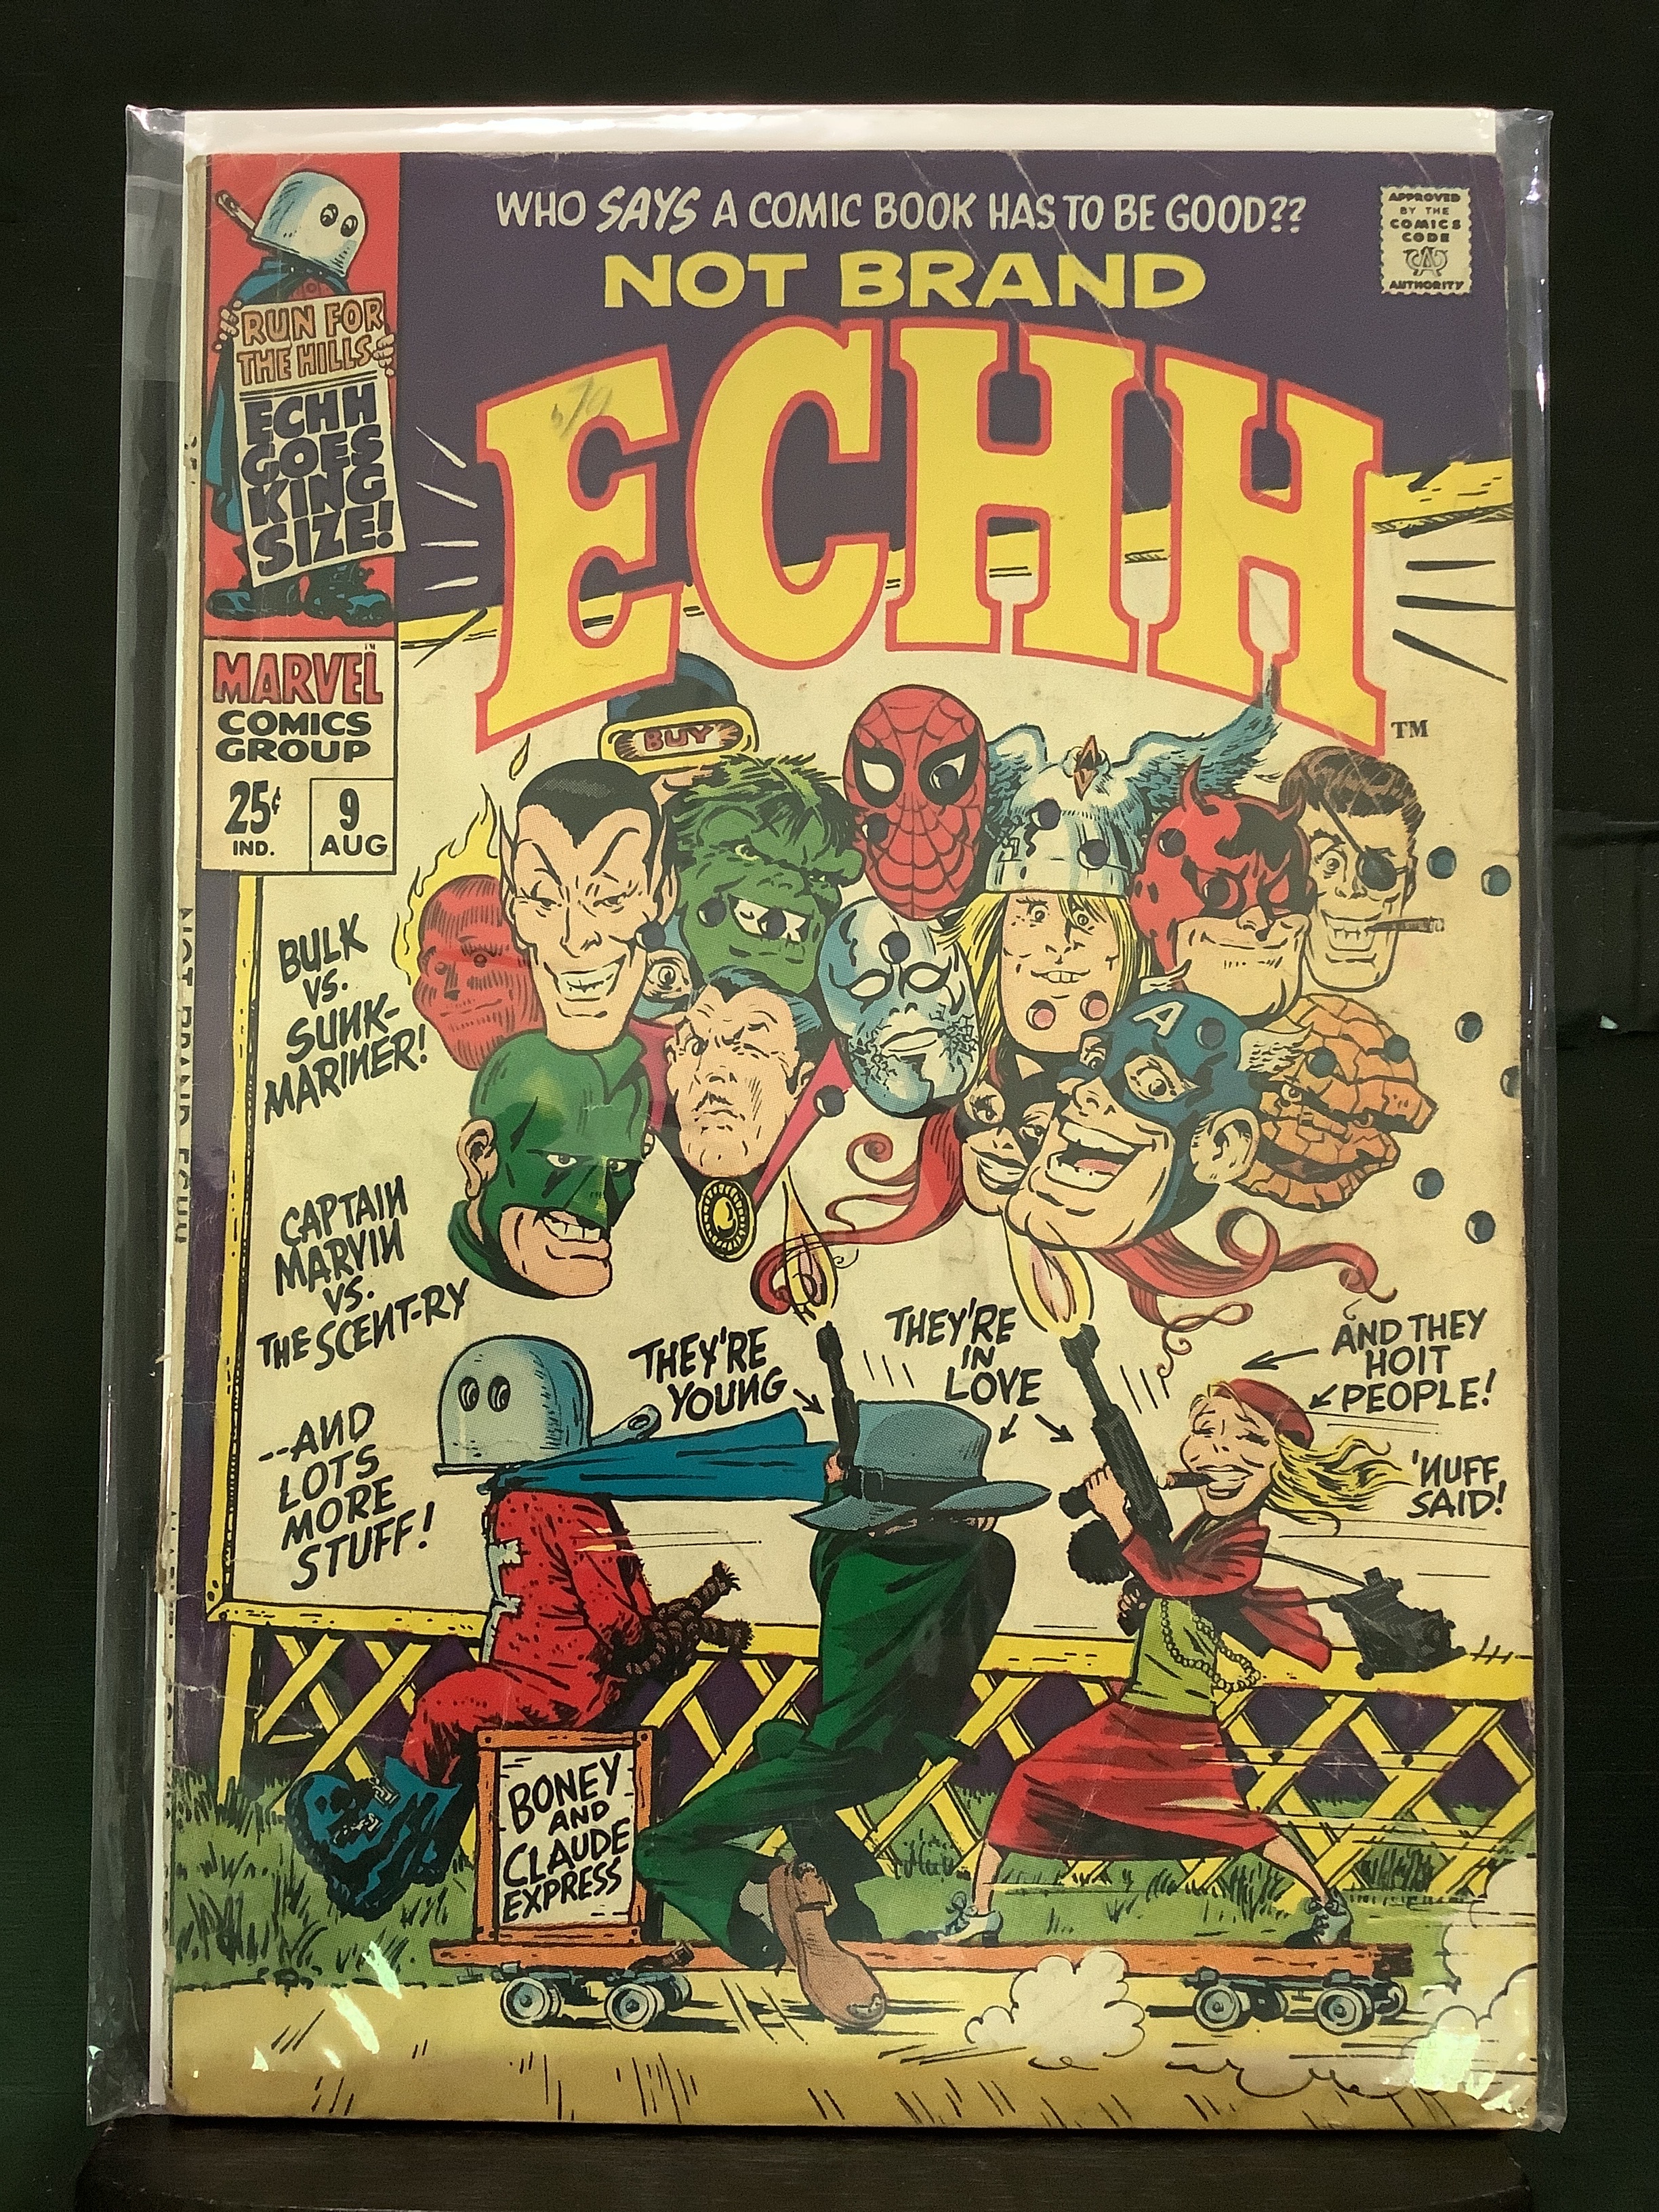 WHO SAYS A COMIC BOOK HAS TO BE GOOD??
NOT BRAND
ECHH
TM
APPROVED
BY THE
COMICS
CODE
AUTHORITY
RUN FOR
THE HILLS
ECHH
GOES
KING
SIZE!
MARVEL
COMICS
GROUP
25¢
IND.
9
AUG
BUY
A
BULK
VS.
SUNK-
MARINER!
CAPTAIN
MARVIN
VS.
THE SCENT-RY
--AND
LOTS
MORE
STUFF!
THEY'RE
YOUNG
THEY'RE
IN
LOVE
AND THEY
HOIT
PEOPLE!
'NUFF
SAID!
BONEY
AND
CLAUDE
EXPRESS
NOT BRAND ECHH